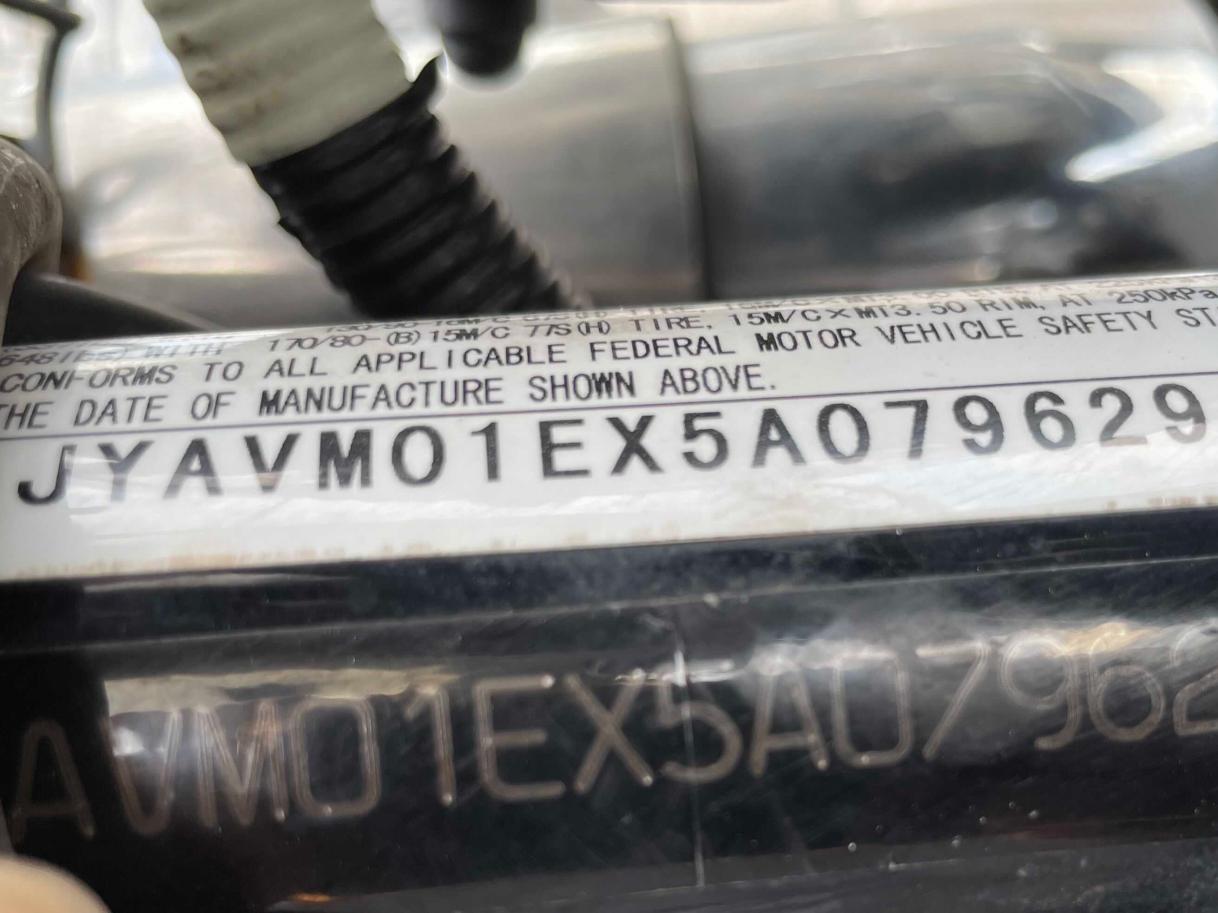 170/80-(B)15M/C 77S(H) TIRE, 15M/C×MT3.50 RIM, AT 250kPa
CONFORMS TO ALL APPLICABLE FEDERAL MOTOR VEHICLE SAFETY ST
THE DATE OF MANUFACTURE SHOWN ABOVE.
JYAVM01EX5A079629
AVM01EX5A07962